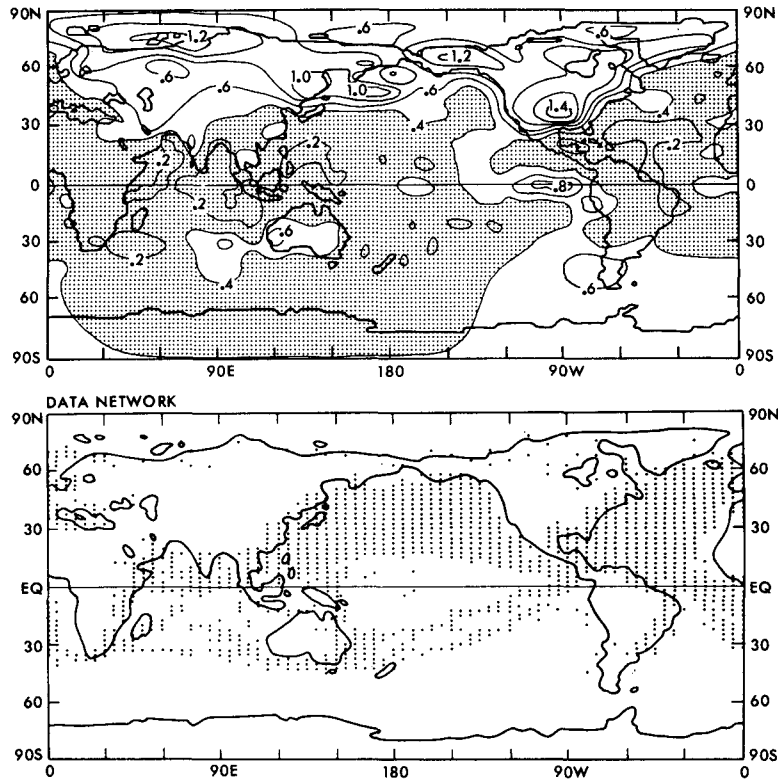 90N 90N
1.2 .6 <.6
.6 <1.2
60 60
.6 1.0 .6 1.4
1.0 .4 .4
30 30
.2 .2 .2
0 .8> 0
.2
30 .2 .6 30
.4 .6
60 60
90S 90S
0 90E 180 90W 0
DATA NETWORK
90N 90N
60 60
30 30
EQ EQ
30 30
60 60
90S 90S
0 90E 180 90W 0